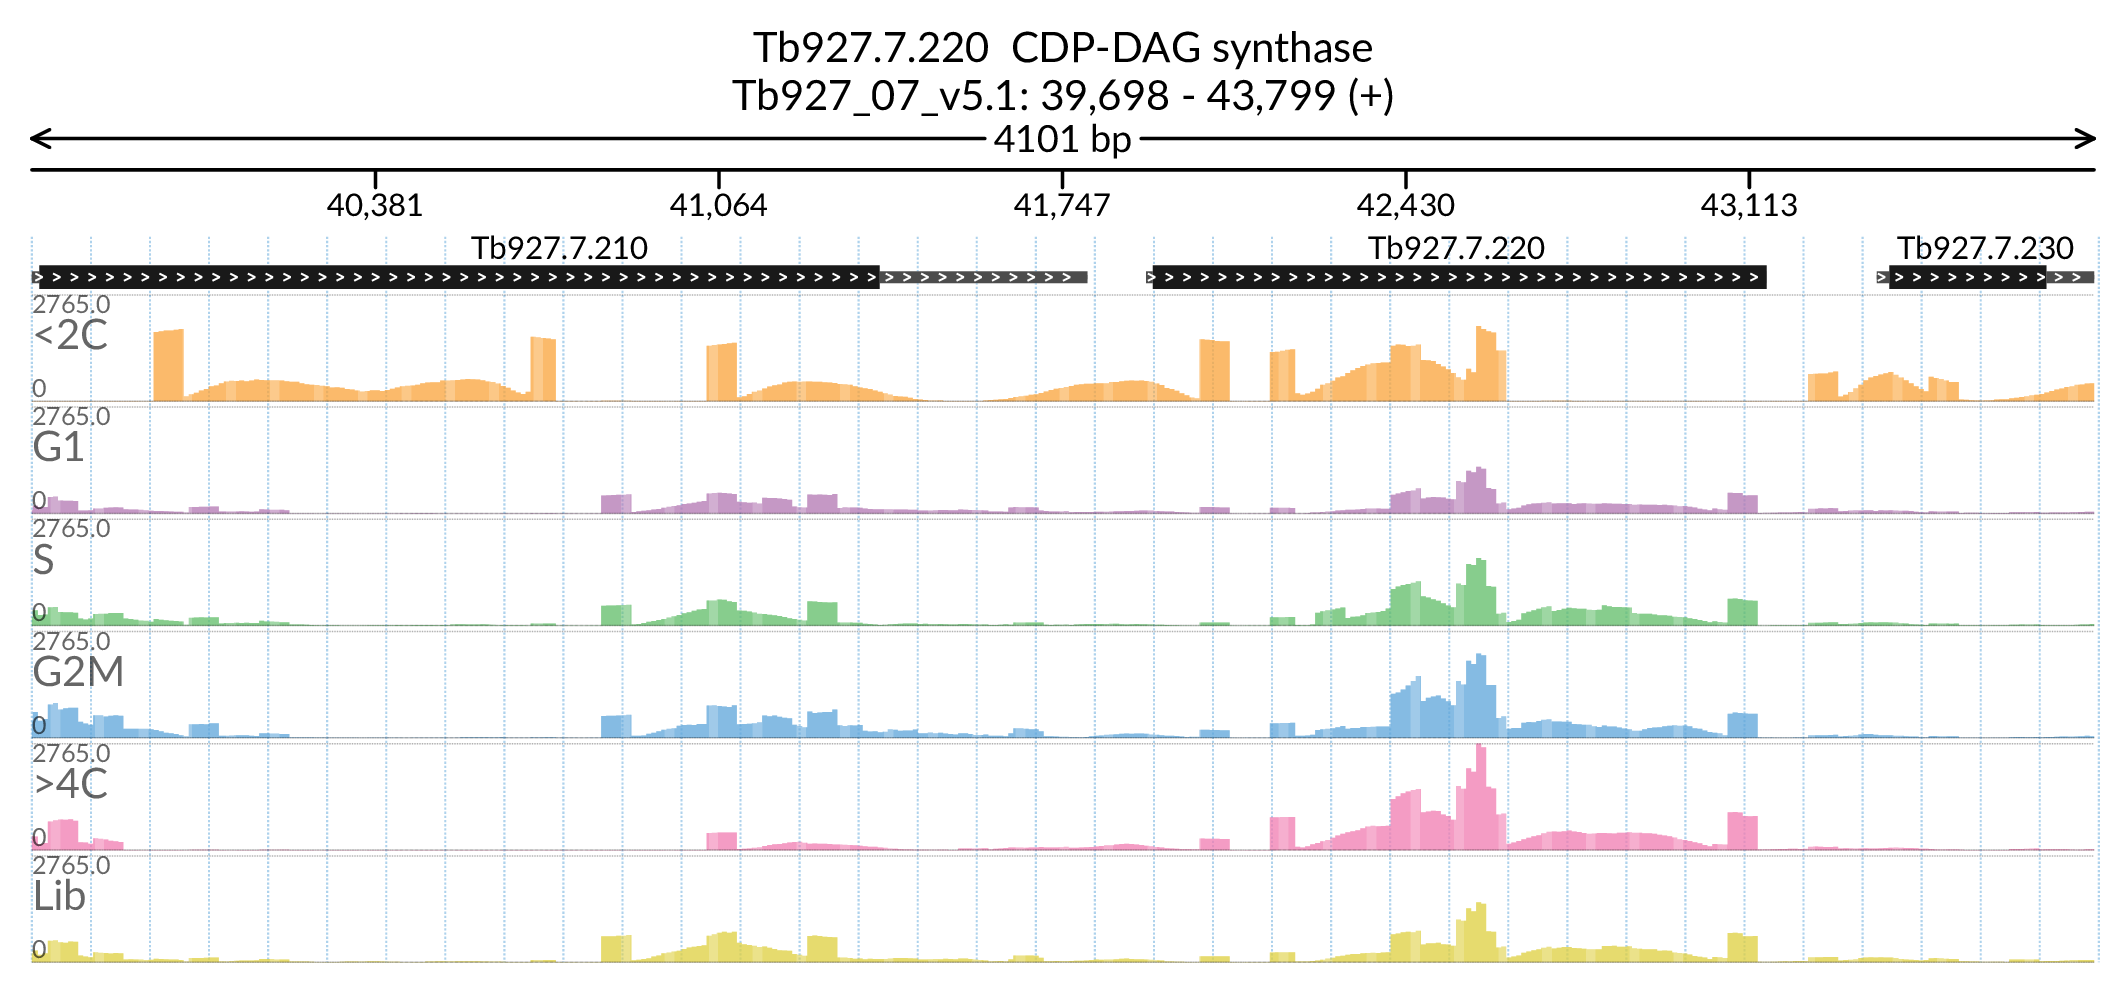 Tb927.7.220  CDP-DAG synthase
Tb927_07_v5.1: 39,698 - 43,799 (+)
4101 bp
40,381 41,064 41,747 42,430 43,113
Tb927.7.210 Tb927.7.220 Tb927.7.230
2765.0
<2C
0
2765.0
G1
0
2765.0
S
0
2765.0
G2M
0
2765.0
>4C
0
2765.0
Lib
0